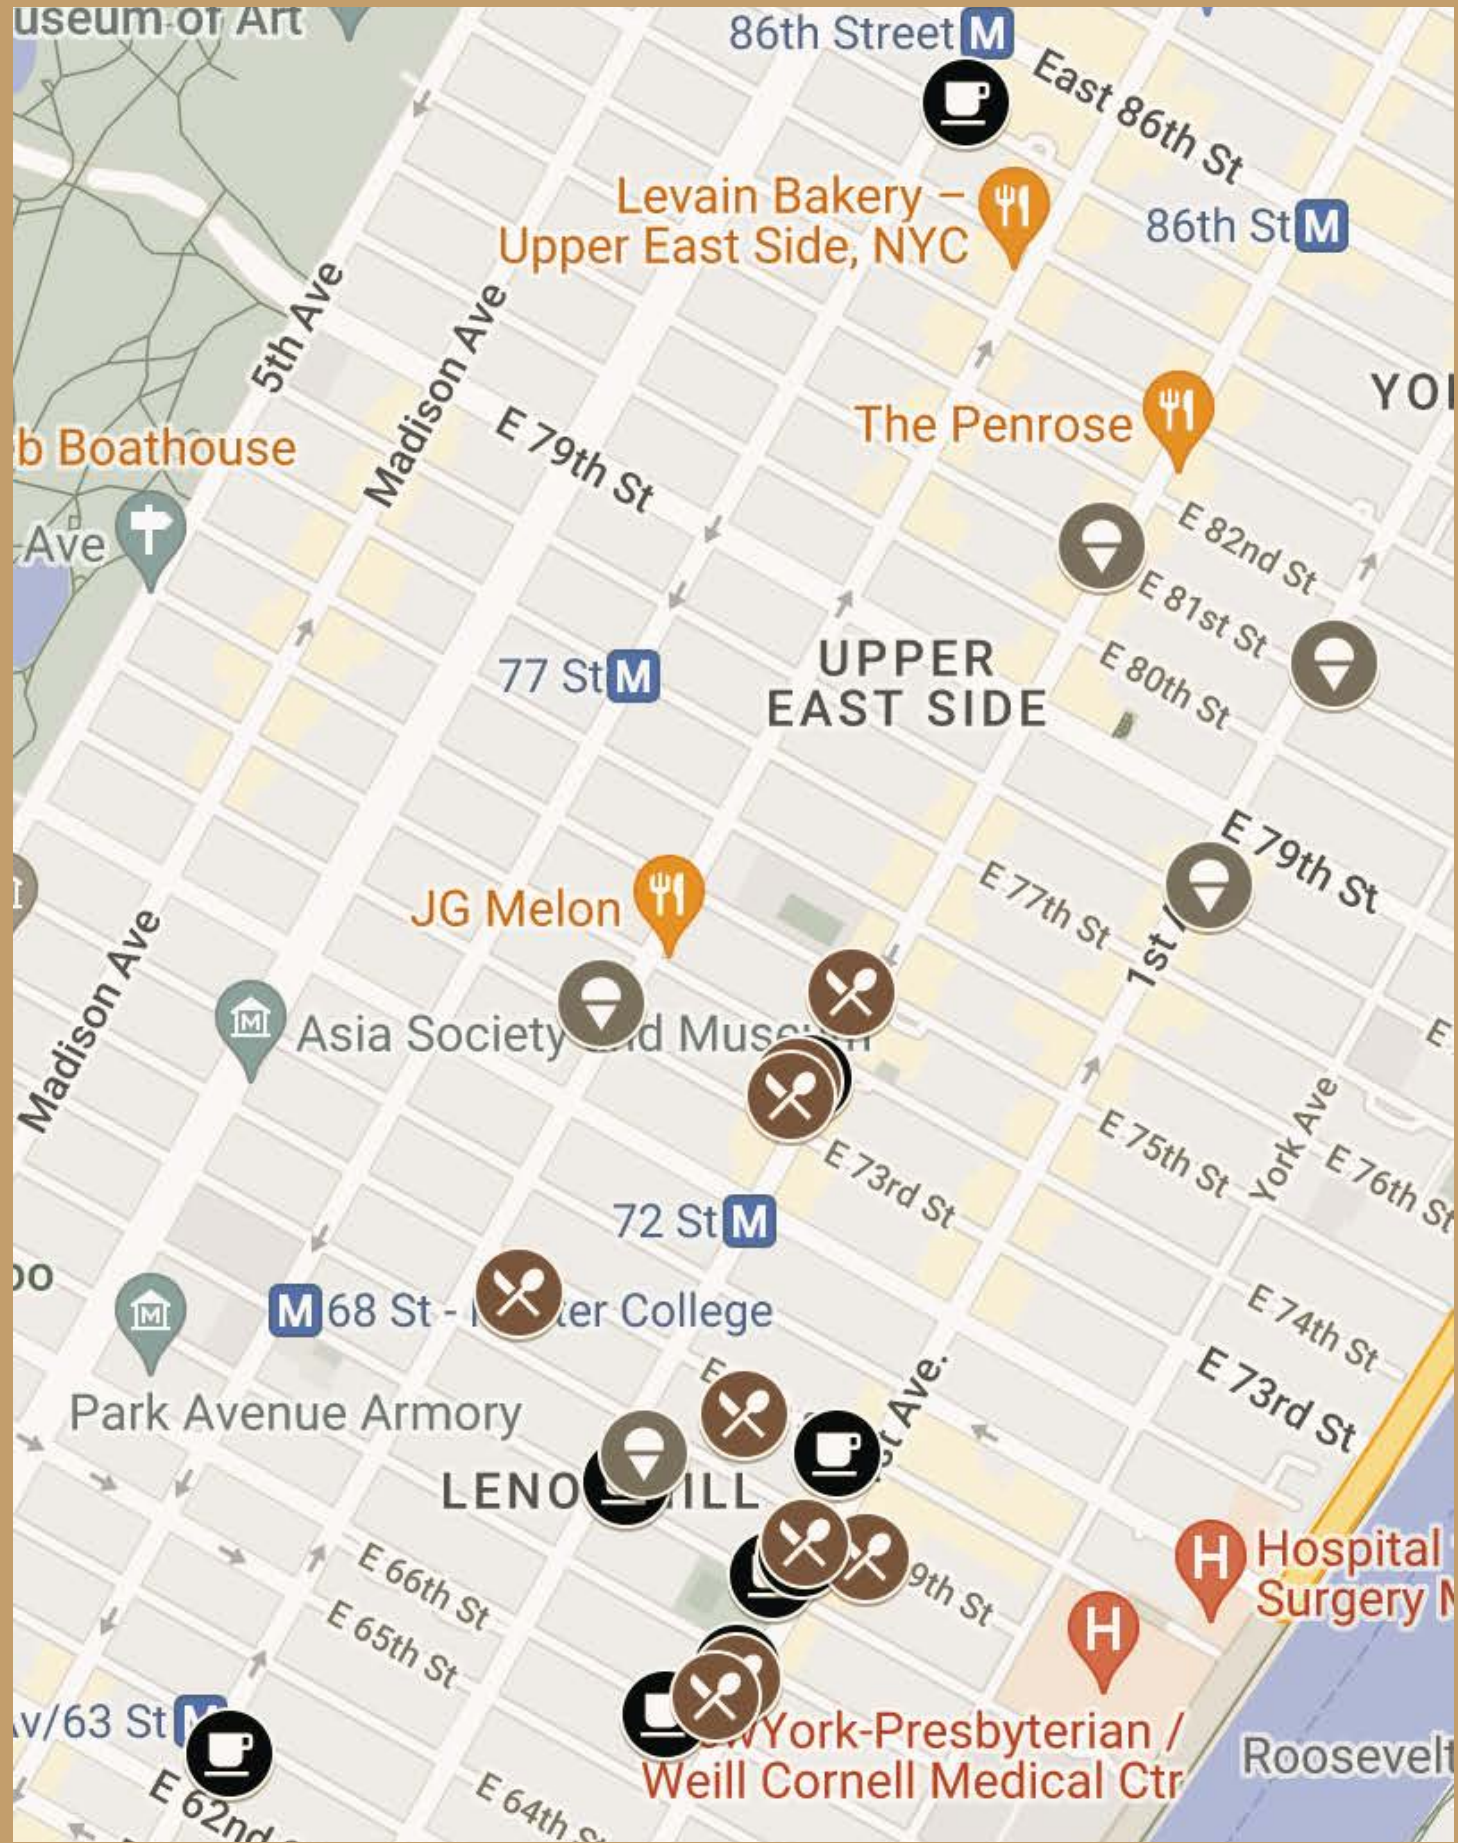 useum of Art
86th Street M
East 86th St
Levain Bakery –
Upper East Side, NYC
86th St M
5th Ave
Madison Ave
YO
E 79th St
The Penrose
b Boathouse
E 82nd St
Ave
E 81st St
E 80th St
77 St M
UPPER
EAST SIDE
E 79th St
E 77th St
JG Melon
1st
Madison Ave
M
Asia Society
E
York Ave
E 75th St
E 76th St
E 73rd St
72 St M
E 74th St
M 68 St -
ter College
M
E 73rd St
E
Ave.
Park Avenue Armory
LENO
ILL
H Hospital
Surgery
E 66th St
9th St
E 65th St
H
v/63 St
York-Presbyterian /
Weill Cornell Medical Ctr
Roosevelt
E 62nd
E 64th